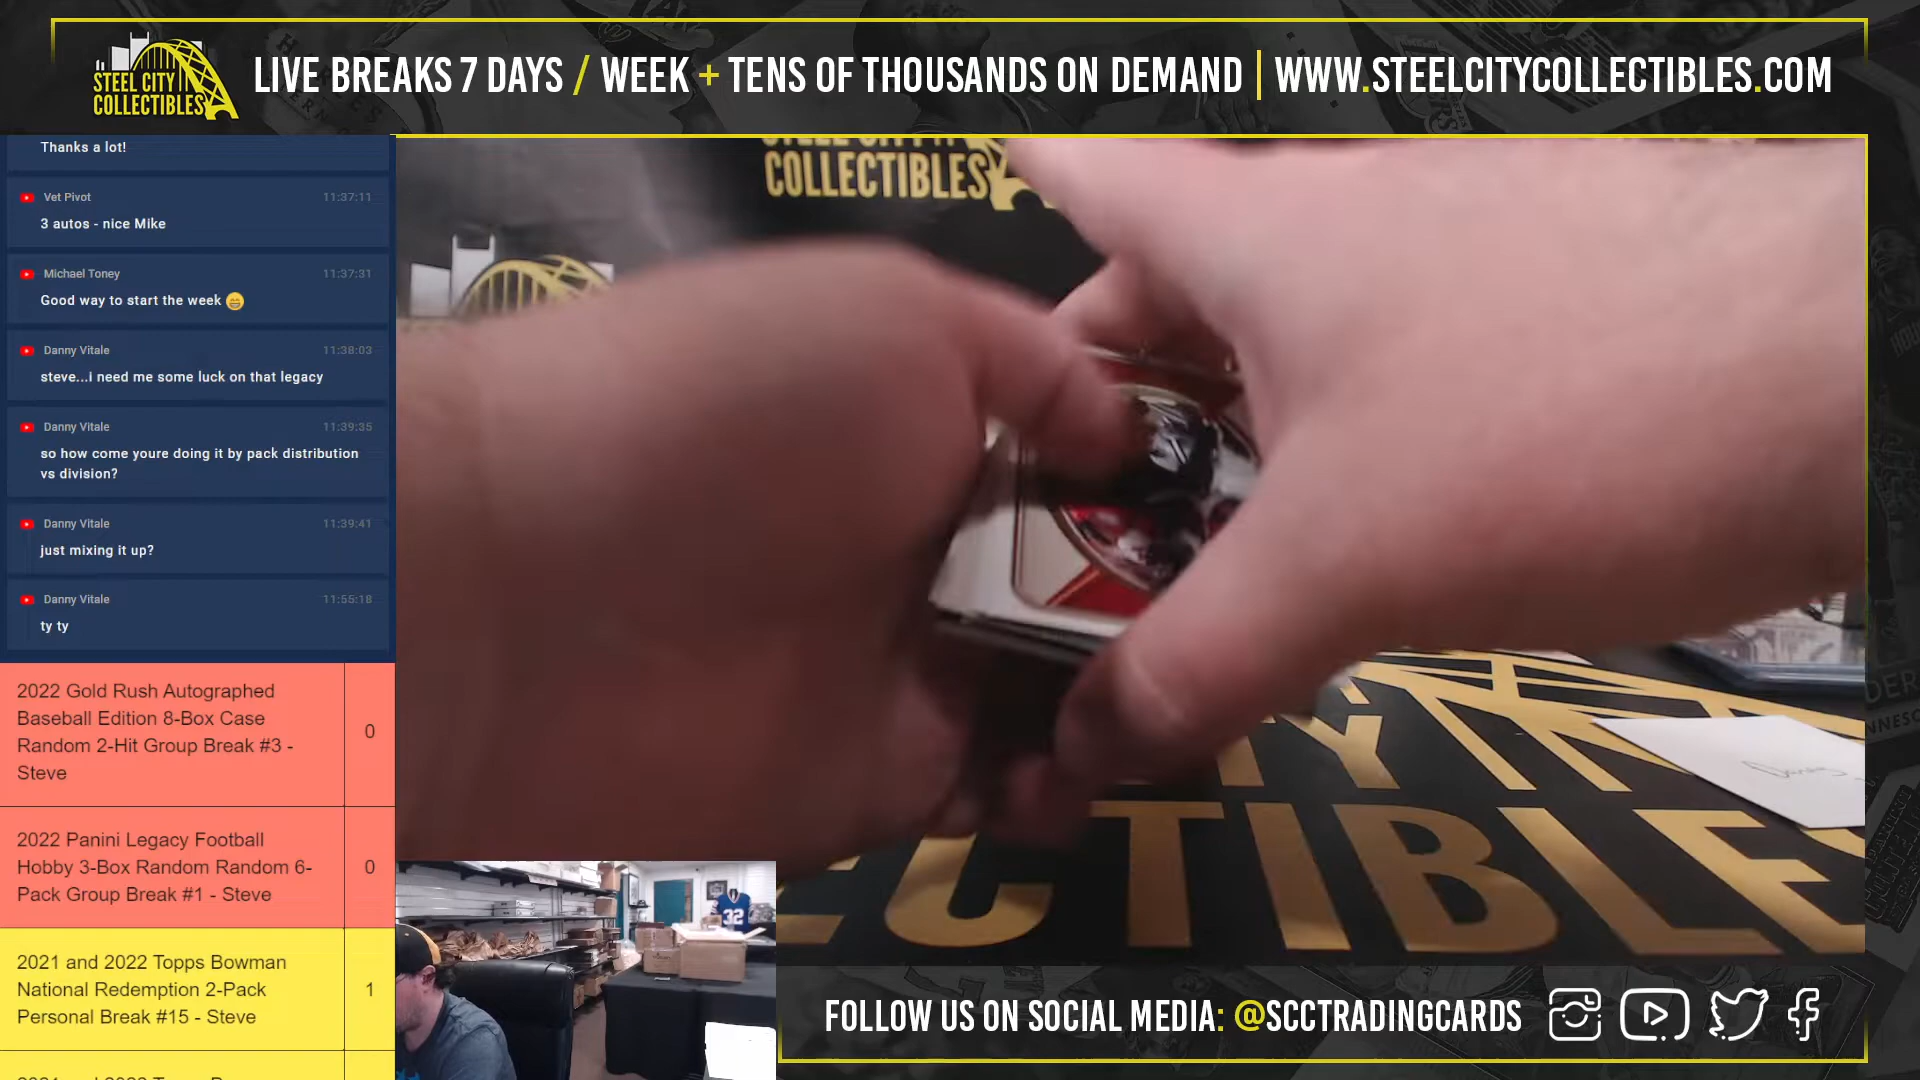 STEEL CITY
COLLECTIBLES
LIVE BREAKS 7 DAYS / WEEK + TENS OF THOUSANDS ON DEMAND | WWW.STEELCITYCOLLECTIBLES.COM
Thanks a lot!
Vet Pivot 11:37:11
3 autos - nice Mike
Michael Toney 11:37:31
Good way to start the week 😄
Danny Vitale 11:38:03
steve...i need me some luck on that legacy
Danny Vitale 11:39:35
so how come youre doing it by pack distribution
vs division?
Danny Vitale 11:39:41
just mixing it up?
Danny Vitale 11:55:18
ty ty
2022 Gold Rush Autographed
Baseball Edition 8-Box Case
Random 2-Hit Group Break #3 -
Steve
0
2022 Panini Legacy Football
Hobby 3-Box Random Random 6-
Pack Group Break #1 - Steve
0
2021 and 2022 Topps Bowman
National Redemption 2-Pack
Personal Break #15 - Steve
1
STEEL CITY
COLLECTIBLES
TY
ECTIBLE
32
FOLLOW US ON SOCIAL MEDIA: @SCCTRADINGCARDS